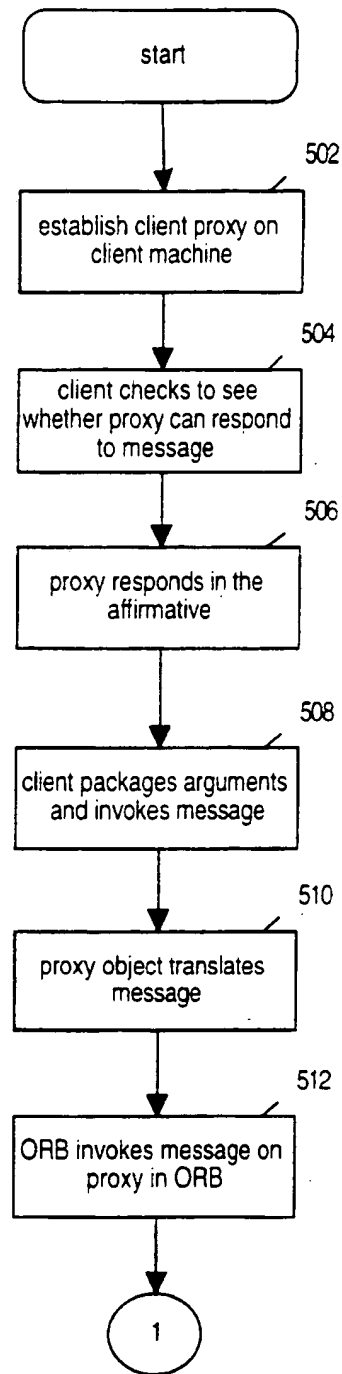 start
502
establish client proxy on
client machine
504
client checks to see
whether proxy can respond
to message
506
proxy responds in the
affirmative
508
client packages arguments
and invokes message
510
proxy object translates
message
512
ORB invokes message on
proxy in ORB
1